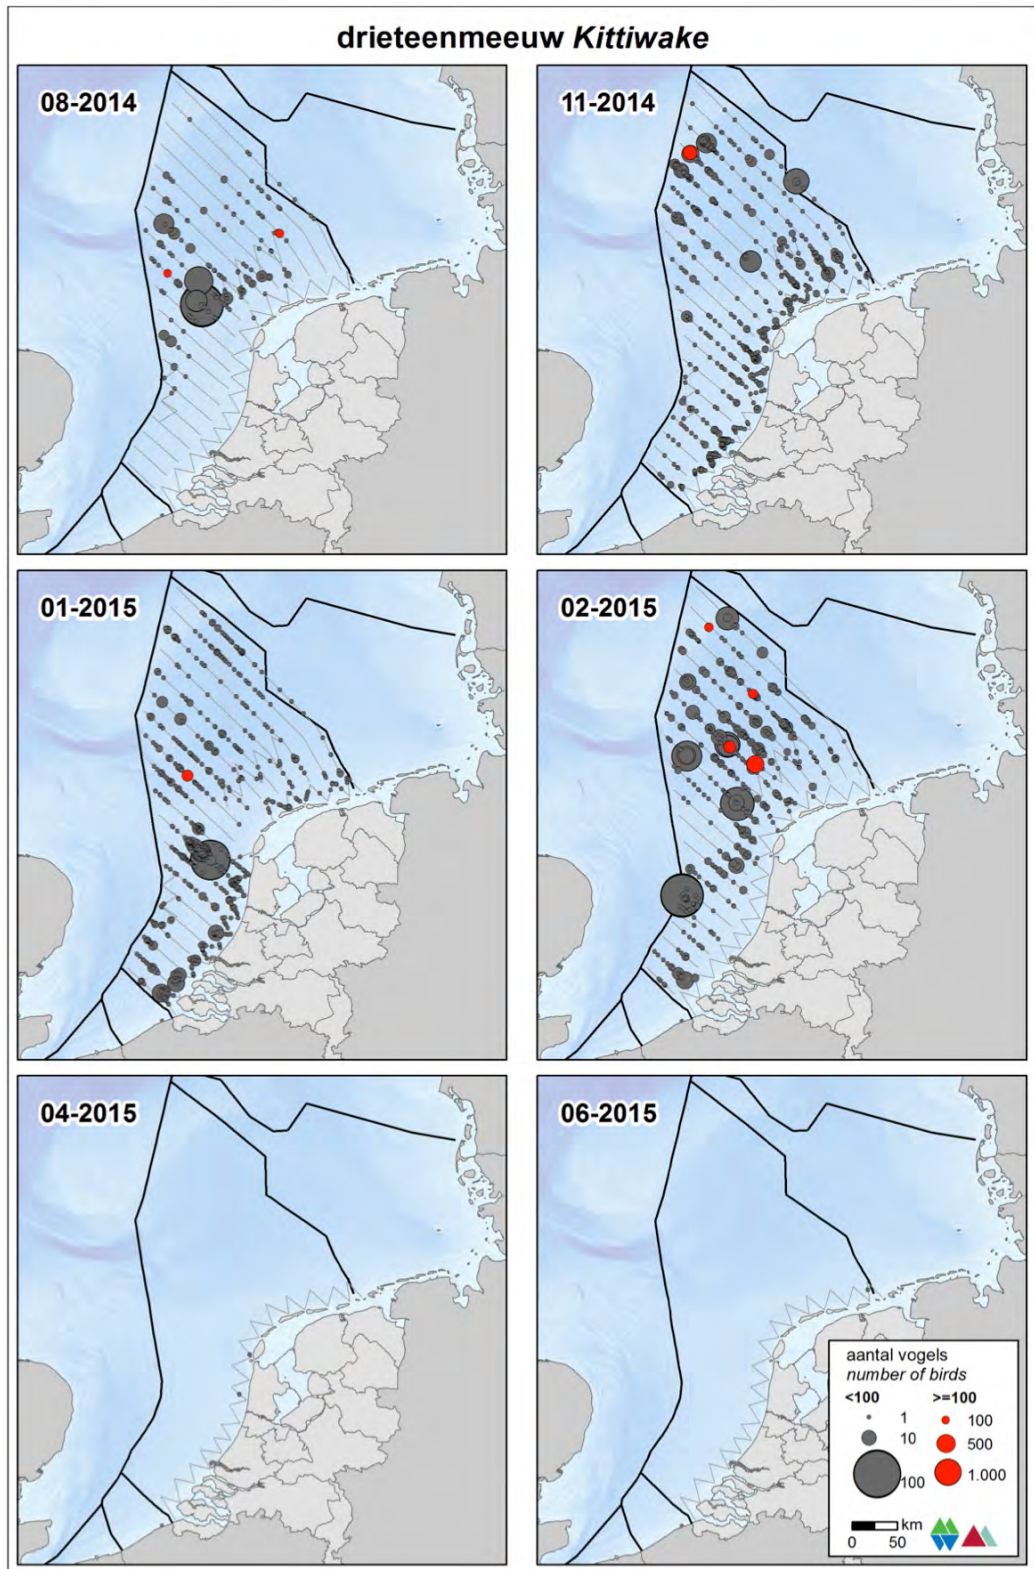 drieteenmeeuw Kittiwake
08-2014
11-2014
01-2015
02-2015
04-2015
06-2015
aantal vogels
number of birds
<100 >=100
1 100
10 500
100 1.000
km
0 50